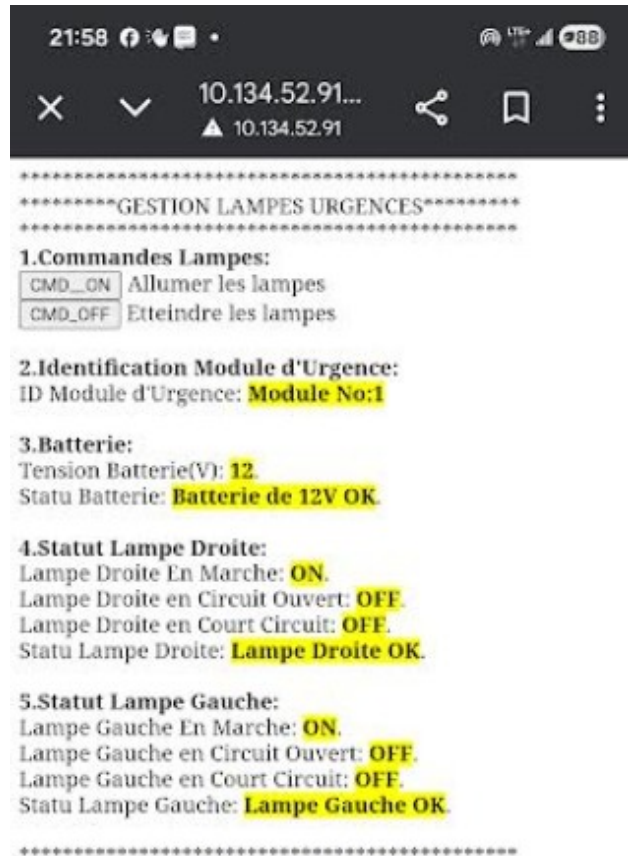 21:58
LTE+
88
10.134.52.91...
10.134.52.91
**********************************************
*********GESTION LAMPES URGENCES*********
**********************************************
1.Commandes Lampes:
CMD__ON Allumer les lampes
CMD_OFF Etteindre les lampes
2.Identification Module d'Urgence:
ID Module d'Urgence: Module No:1
3.Batterie:
Tension Batterie(V): 12.
Statu Batterie: Batterie de 12V OK.
4.Statut Lampe Droite:
Lampe Droite En Marche: ON.
Lampe Droite en Circuit Ouvert: OFF.
Lampe Droite en Court Circuit: OFF.
Statu Lampe Droite: Lampe Droite OK.
5.Statut Lampe Gauche:
Lampe Gauche En Marche: ON.
Lampe Gauche en Circuit Ouvert: OFF.
Lampe Gauche en Court Circuit: OFF.
Statu Lampe Gauche: Lampe Gauche OK.
**********************************************